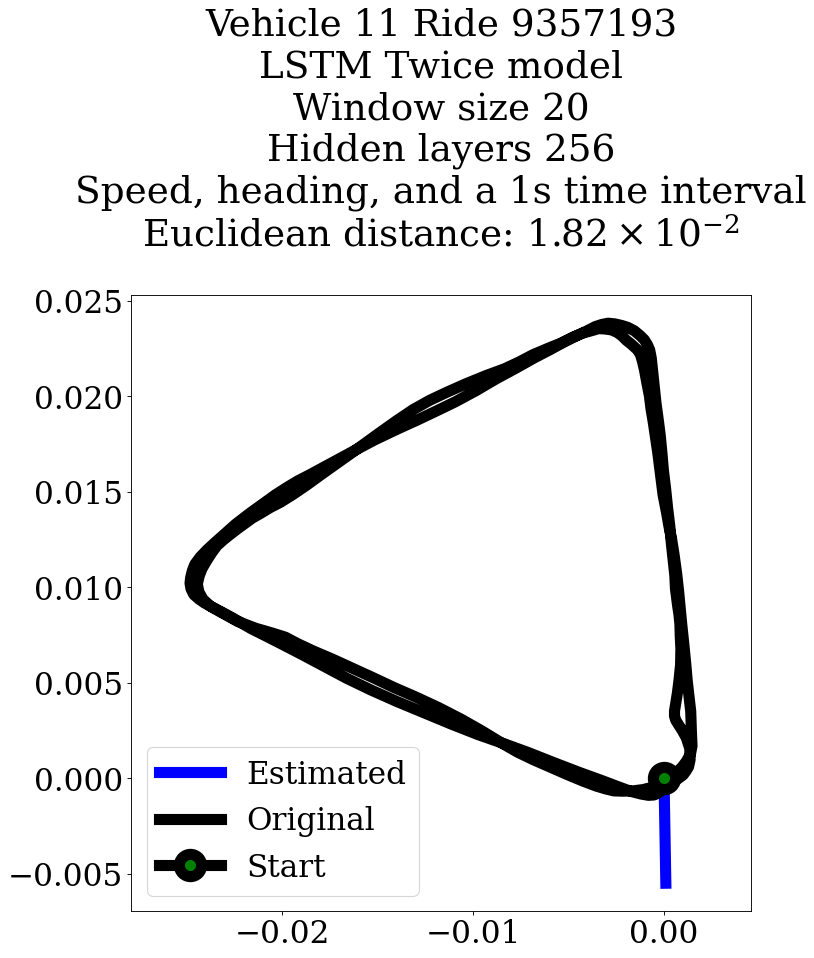 Vehicle 11 Ride 9357193
LSTM Twice model
Window size 20
Hidden layers 256
Speed, heading, and a 1s time interval
Euclidean distance: 1.82 × 10⁻²
0.025
0.020
0.015
0.010
0.005
0.000
−0.005
Estimated
Original
Start
−0.02
−0.01
0.00